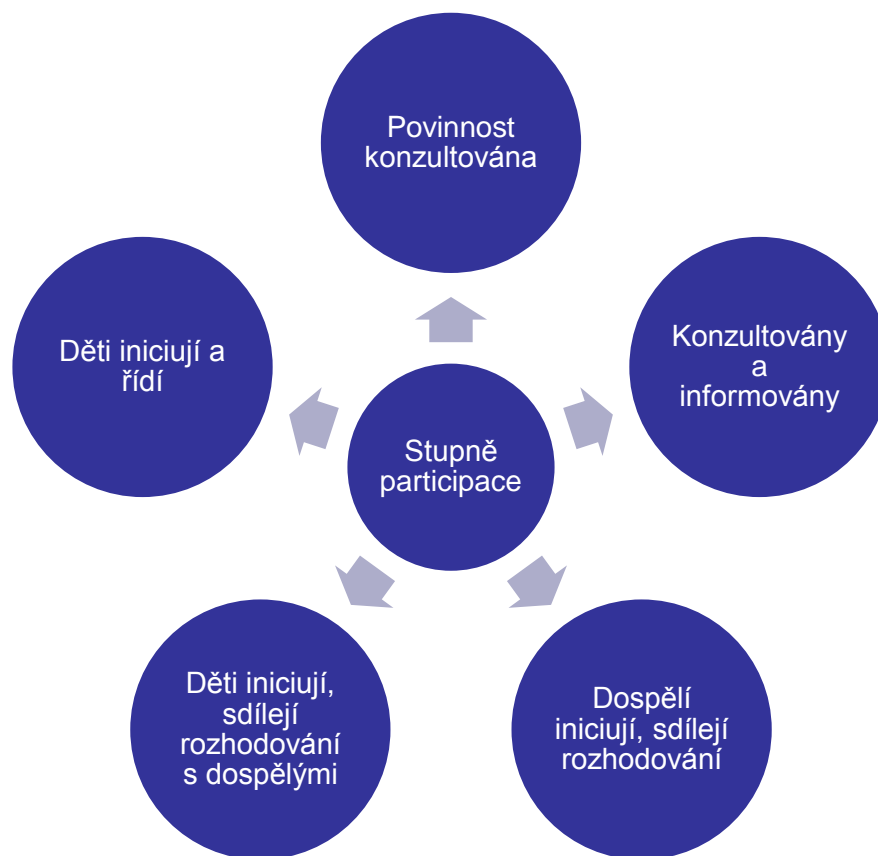 Povinnost
konzultována
Konzultovány
a
informovány
Děti iniciují a
řídí
Stupně
participace
Děti iniciují,
sdílejí
rozhodování
s dospělými
Dospělí
iniciují, sdílejí
rozhodování